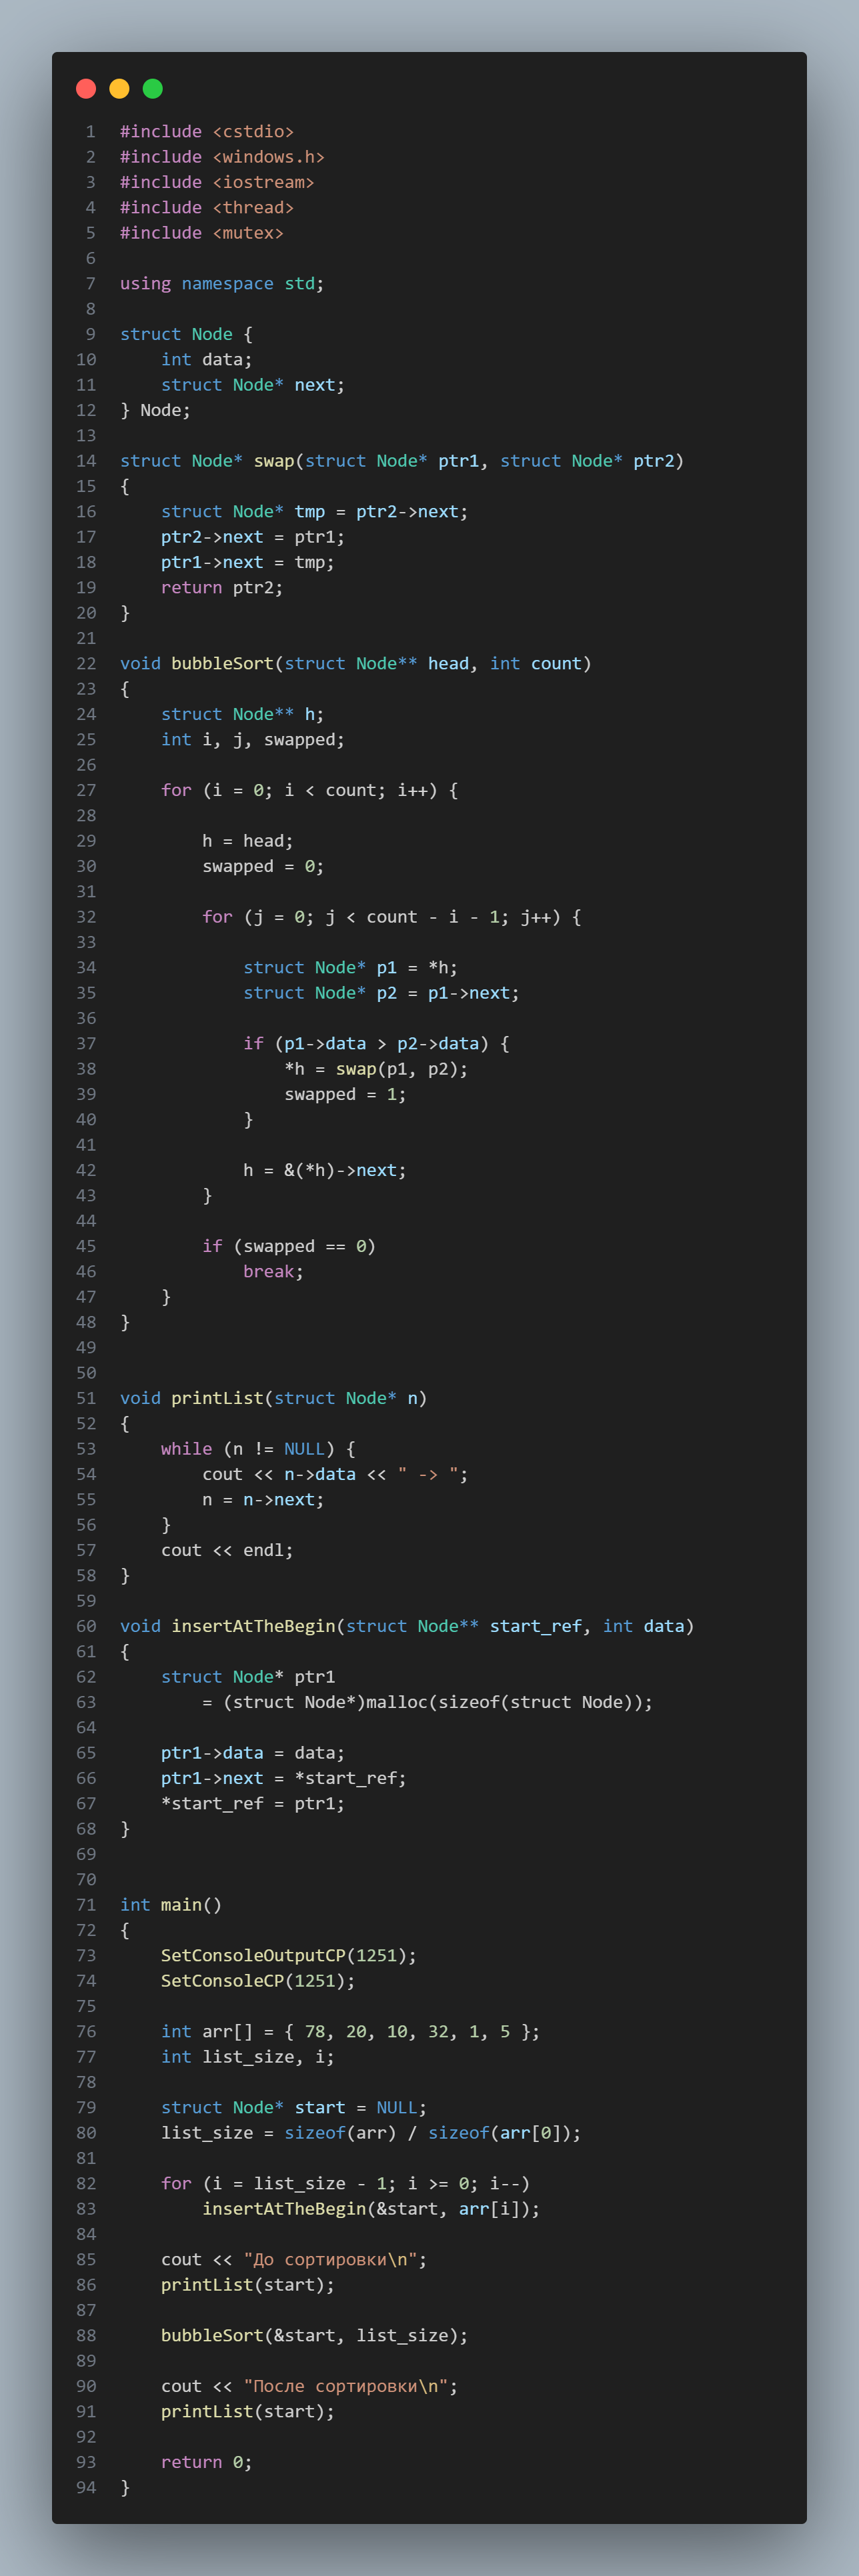 1 #include <cstdio>
2 #include <windows.h>
3 #include <iostream>
4 #include <thread>
5 #include <mutex>
6
7 using namespace std;
8
9 struct Node {
10     int data;
11     struct Node* next;
12 } Node;
13
14 struct Node* swap(struct Node* ptr1, struct Node* ptr2)
15 {
16     struct Node* tmp = ptr2->next;
17     ptr2->next = ptr1;
18     ptr1->next = tmp;
19     return ptr2;
20 }
21
22 void bubbleSort(struct Node** head, int count)
23 {
24     struct Node** h;
25     int i, j, swapped;
26
27     for (i = 0; i < count; i++) {
28
29         h = head;
30         swapped = 0;
31
32         for (j = 0; j < count - i - 1; j++) {
33
34             struct Node* p1 = *h;
35             struct Node* p2 = p1->next;
36
37             if (p1->data > p2->data) {
38                 *h = swap(p1, p2);
39                 swapped = 1;
40             }
41
42             h = &(*h)->next;
43         }
44
45         if (swapped == 0)
46             break;
47     }
48 }
49
50
51 void printList(struct Node* n)
52 {
53     while (n != NULL) {
54         cout << n->data << " -> ";
55         n = n->next;
56     }
57     cout << endl;
58 }
59
60 void insertAtTheBegin(struct Node** start_ref, int data)
61 {
62     struct Node* ptr1
63         = (struct Node*)malloc(sizeof(struct Node));
64
65     ptr1->data = data;
66     ptr1->next = *start_ref;
67     *start_ref = ptr1;
68 }
69
70
71 int main()
72 {
73     SetConsoleOutputCP(1251);
74     SetConsoleCP(1251);
75
76     int arr[] = { 78, 20, 10, 32, 1, 5 };
77     int list_size, i;
78
79     struct Node* start = NULL;
80     list_size = sizeof(arr) / sizeof(arr[0]);
81
82     for (i = list_size - 1; i >= 0; i--)
83         insertAtTheBegin(&start, arr[i]);
84
85     cout << "До сортировки\n";
86     printList(start);
87
88     bubbleSort(&start, list_size);
89
90     cout << "После сортировки\n";
91     printList(start);
92
93     return 0;
94 }